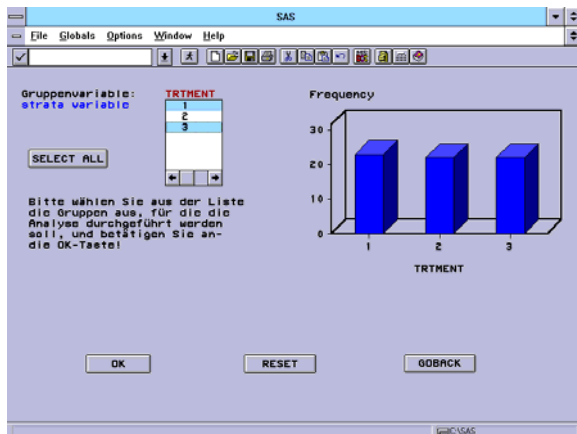 SAS
File Globals Options Window Help
Gruppenvariable:
strata variable
TRTMENT
1
2
3
SELECT ALL
Bitte wählen Sie aus der Liste
die Gruppen aus, für die die
Analyse durchgeführt werden
soll, und betätigen Sie an-
die OK-Taste!
Frequency
30
20
10
0
1 2 3
TRTMENT
OK RESET GOBACK
C:\SAS